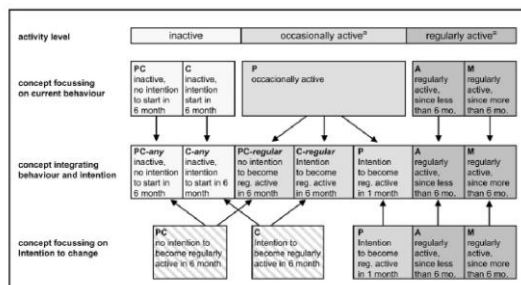 activity level
inactive
occasionally activeª
regularly activeª
concept focussing
on current behaviour
PC
inactive,
no intention
to start in
6 month
C
inactive,
intention
start in
6 month
P
occacionally active
A
regularly
active,
since less
than 6 mo.
M
regularly
active,
since more
than 6 mo.
concept integrating
behaviour and intention
PC-any
inactive,
no intention
to start in
6 month
C-any
inactive,
intention
to start in 6
month
PC-regular
no intention
to become
reg. active
in 6 month
C-regular
Intention
to become
reg. active
in 6 month
P
Intention
to become
reg. active
in 1 month
A
regularly
active,
since less
than 6 mo.
M
regularly
active,
since more
than 6 mo.
concept focussing on
Intention to change
PC
no intention to
become regularly
active in 6 month
C
Intention to
become regularly
active in 6 month
P
Intention
to become
reg. active
in 1 month
A
regularly
active,
since less
than 6 mo.
M
regularly
active,
since more
than 6 mo.